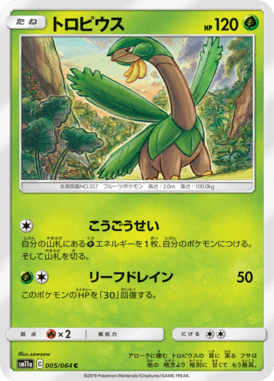 たね トロピウス HP 120
全国図鑑NO.357 フルーツポケモン 高さ:2.0m 重さ:100.0kg
こうごうせい
自分の山札にあるエネルギーを1枚、自分のポケモンに
つける。そして山札を切る。
リーフドレイン 50
このポケモンのHPを「30」回復する。
弱点 ×2 抵抗力 にげる
illus.sawsaw
sm11a C 005/064 C
©2019 Pokémon/Nintendo/Creatures/GAME FREAK.